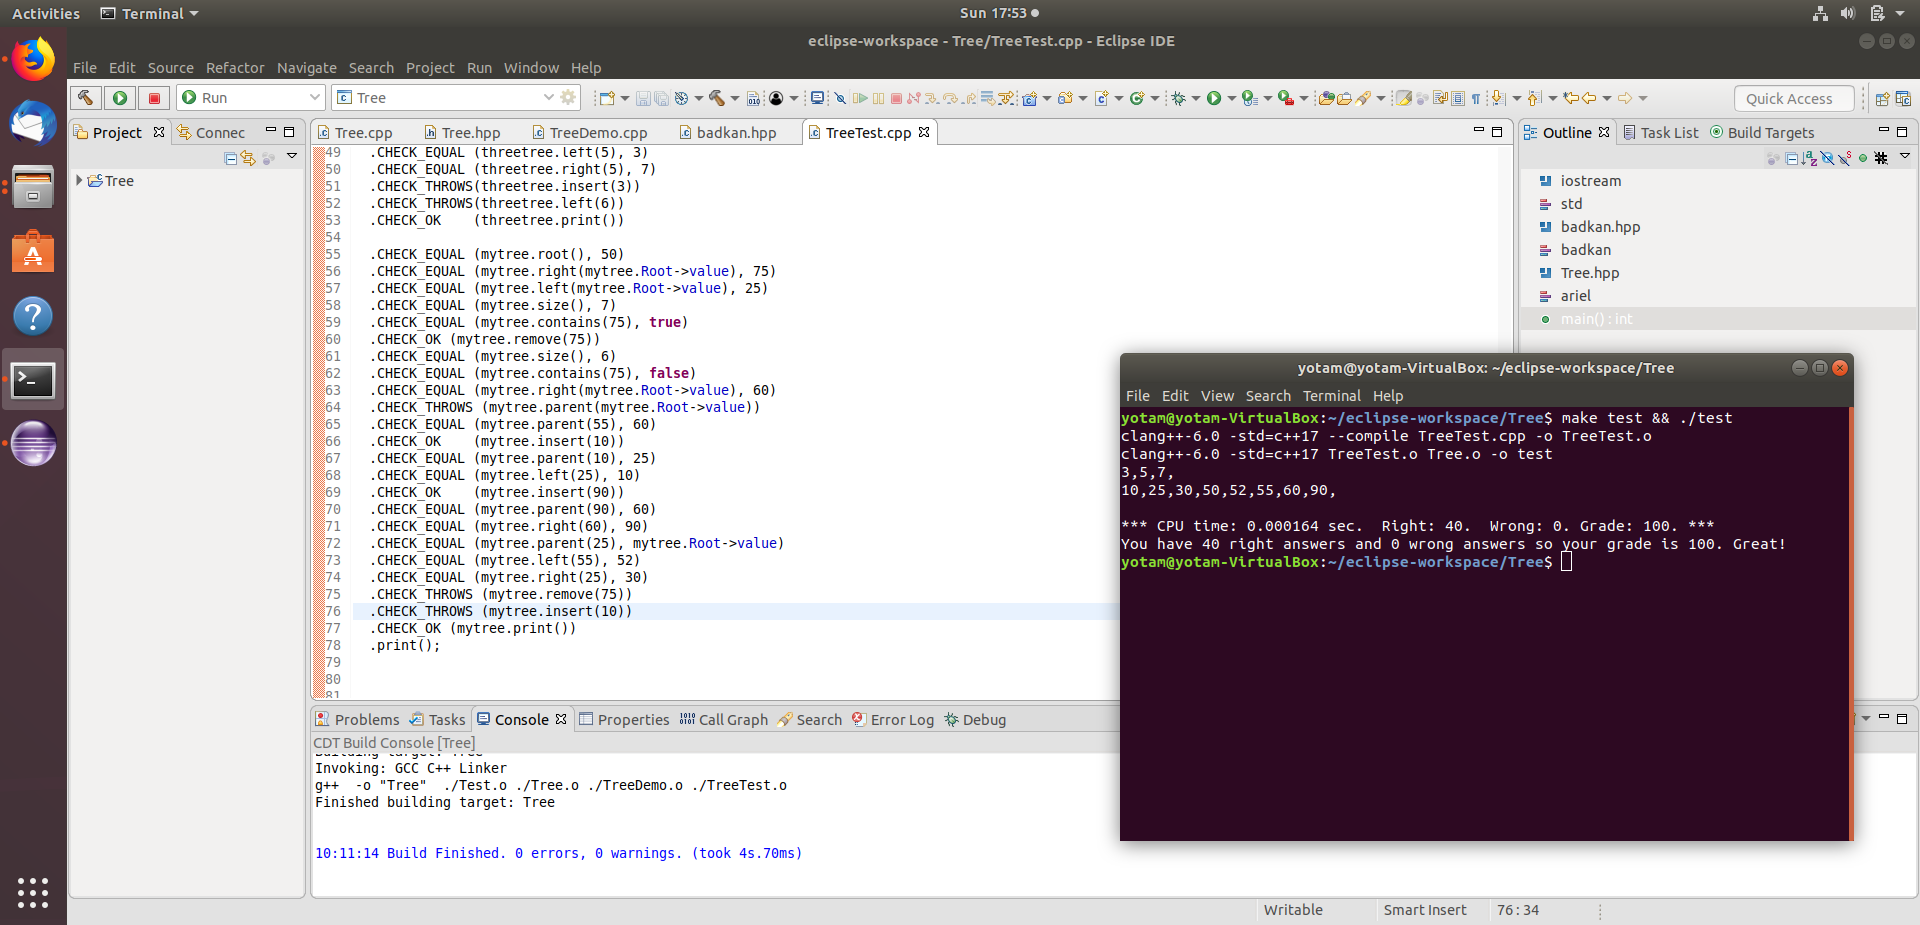 Activities Terminal Sun 17:53
eclipse-workspace - Tree/TreeTest.cpp - Eclipse IDE
File Edit Source Refactor Navigate Search Project Run Window Help
Run Tree Quick Access
Project Connec
Tree
Tree.cpp Tree.hpp TreeDemo.cpp badkan.hpp TreeTest.cpp
49 .CHECK_EQUAL (threetree.left(5), 3)
50 .CHECK_EQUAL (threetree.right(5), 7)
51 .CHECK_THROWS(threetree.insert(3))
52 .CHECK_THROWS(threetree.left(6))
53 .CHECK_OK    (threetree.print())
54
55 .CHECK_EQUAL (mytree.root(), 50)
56 .CHECK_EQUAL (mytree.right(mytree.Root->value), 75)
57 .CHECK_EQUAL (mytree.left(mytree.Root->value), 25)
58 .CHECK_EQUAL (mytree.size(), 7)
59 .CHECK_EQUAL (mytree.contains(75), true)
60 .CHECK_OK (mytree.remove(75))
61 .CHECK_EQUAL (mytree.size(), 6)
62 .CHECK_EQUAL (mytree.contains(75), false)
63 .CHECK_EQUAL (mytree.right(mytree.Root->value), 60)
64 .CHECK_THROWS (mytree.parent(mytree.Root->value))
65 .CHECK_EQUAL (mytree.parent(55), 60)
66 .CHECK_OK    (mytree.insert(10))
67 .CHECK_EQUAL (mytree.parent(10), 25)
68 .CHECK_EQUAL (mytree.left(25), 10)
69 .CHECK_OK    (mytree.insert(90))
70 .CHECK_EQUAL (mytree.parent(90), 60)
71 .CHECK_EQUAL (mytree.right(60), 90)
72 .CHECK_EQUAL (mytree.parent(25), mytree.Root->value)
73 .CHECK_EQUAL (mytree.left(55), 52)
74 .CHECK_EQUAL (mytree.right(25), 30)
75 .CHECK_THROWS (mytree.remove(75))
76 .CHECK_THROWS (mytree.insert(10))
77 .CHECK_OK (mytree.print())
78 .print();
79
80
81
Outline Task List Build Targets
iostream
std
badkan.hpp
badkan
Tree.hpp
ariel
main() : int
yotam@yotam-VirtualBox: ~/eclipse-workspace/Tree
File Edit View Search Terminal Help
yotam@yotam-VirtualBox:~/eclipse-workspace/Tree$ make test && ./test
clang++-6.0 -std=c++17 --compile TreeTest.cpp -o TreeTest.o
clang++-6.0 -std=c++17 TreeTest.o Tree.o -o test
3,5,7,
10,25,30,50,52,55,60,90,
*** CPU time: 0.000164 sec.  Right: 40.  Wrong: 0. Grade: 100. ***
You have 40 right answers and 0 wrong answers so your grade is 100. Great!
yotam@yotam-VirtualBox:~/eclipse-workspace/Tree$
Problems Tasks Console Properties Call Graph Search Error Log Debug
CDT Build Console [Tree]
Building target: Tree
Invoking: GCC C++ Linker
g++  -o "Tree"  ./Test.o ./Tree.o ./TreeDemo.o ./TreeTest.o
Finished building target: Tree
10:11:14 Build Finished. 0 errors, 0 warnings. (took 4s.70ms)
Writable Smart Insert 76 : 34